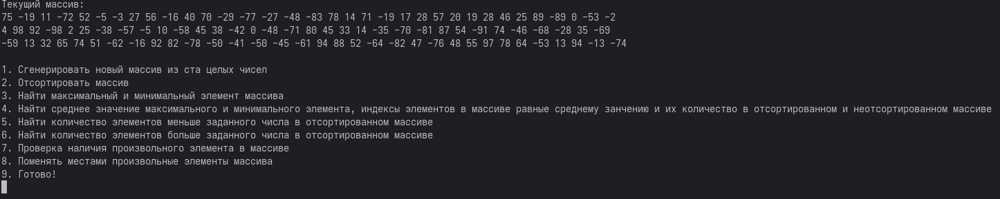 Текущий массив:
75 -19 11 -72 52 -5 -3 27 56 -16 40 70 -29 -77 -27 -48 -83 78 14 71 -19 17 28 57 20 19 28 46 25 89 -89 0 -53 -2
4 98 92 -98 2 25 -38 -57 -5 10 -58 45 38 -42 0 -48 -71 80 45 33 14 -35 -70 -81 87 54 -91 74 -46 -68 -28 35 -69
-59 13 32 65 74 51 -62 -16 92 82 -78 -50 -41 -50 -45 -61 94 88 52 -64 -82 47 -76 48 55 97 78 64 -53 13 94 -13 -74
1. Сгенерировать новый массив из ста целых чисел
2. Отсортировать массив
3. Найти максимальный и минимальный элемент массива
4. Найти среднее значение максимального и минимального элемента, индексы элементов в массиве равные среднему занчению и их количество в отсортированном и неотсортированном массиве
5. Найти количество элементов меньше заданного числа в отсортированном массиве
6. Найти количество элементов больше заданного числа в отсортированном массиве
7. Проверка наличия произвольного элемента в массиве
8. Поменять местами произвольные элементы массива
9. Готово!